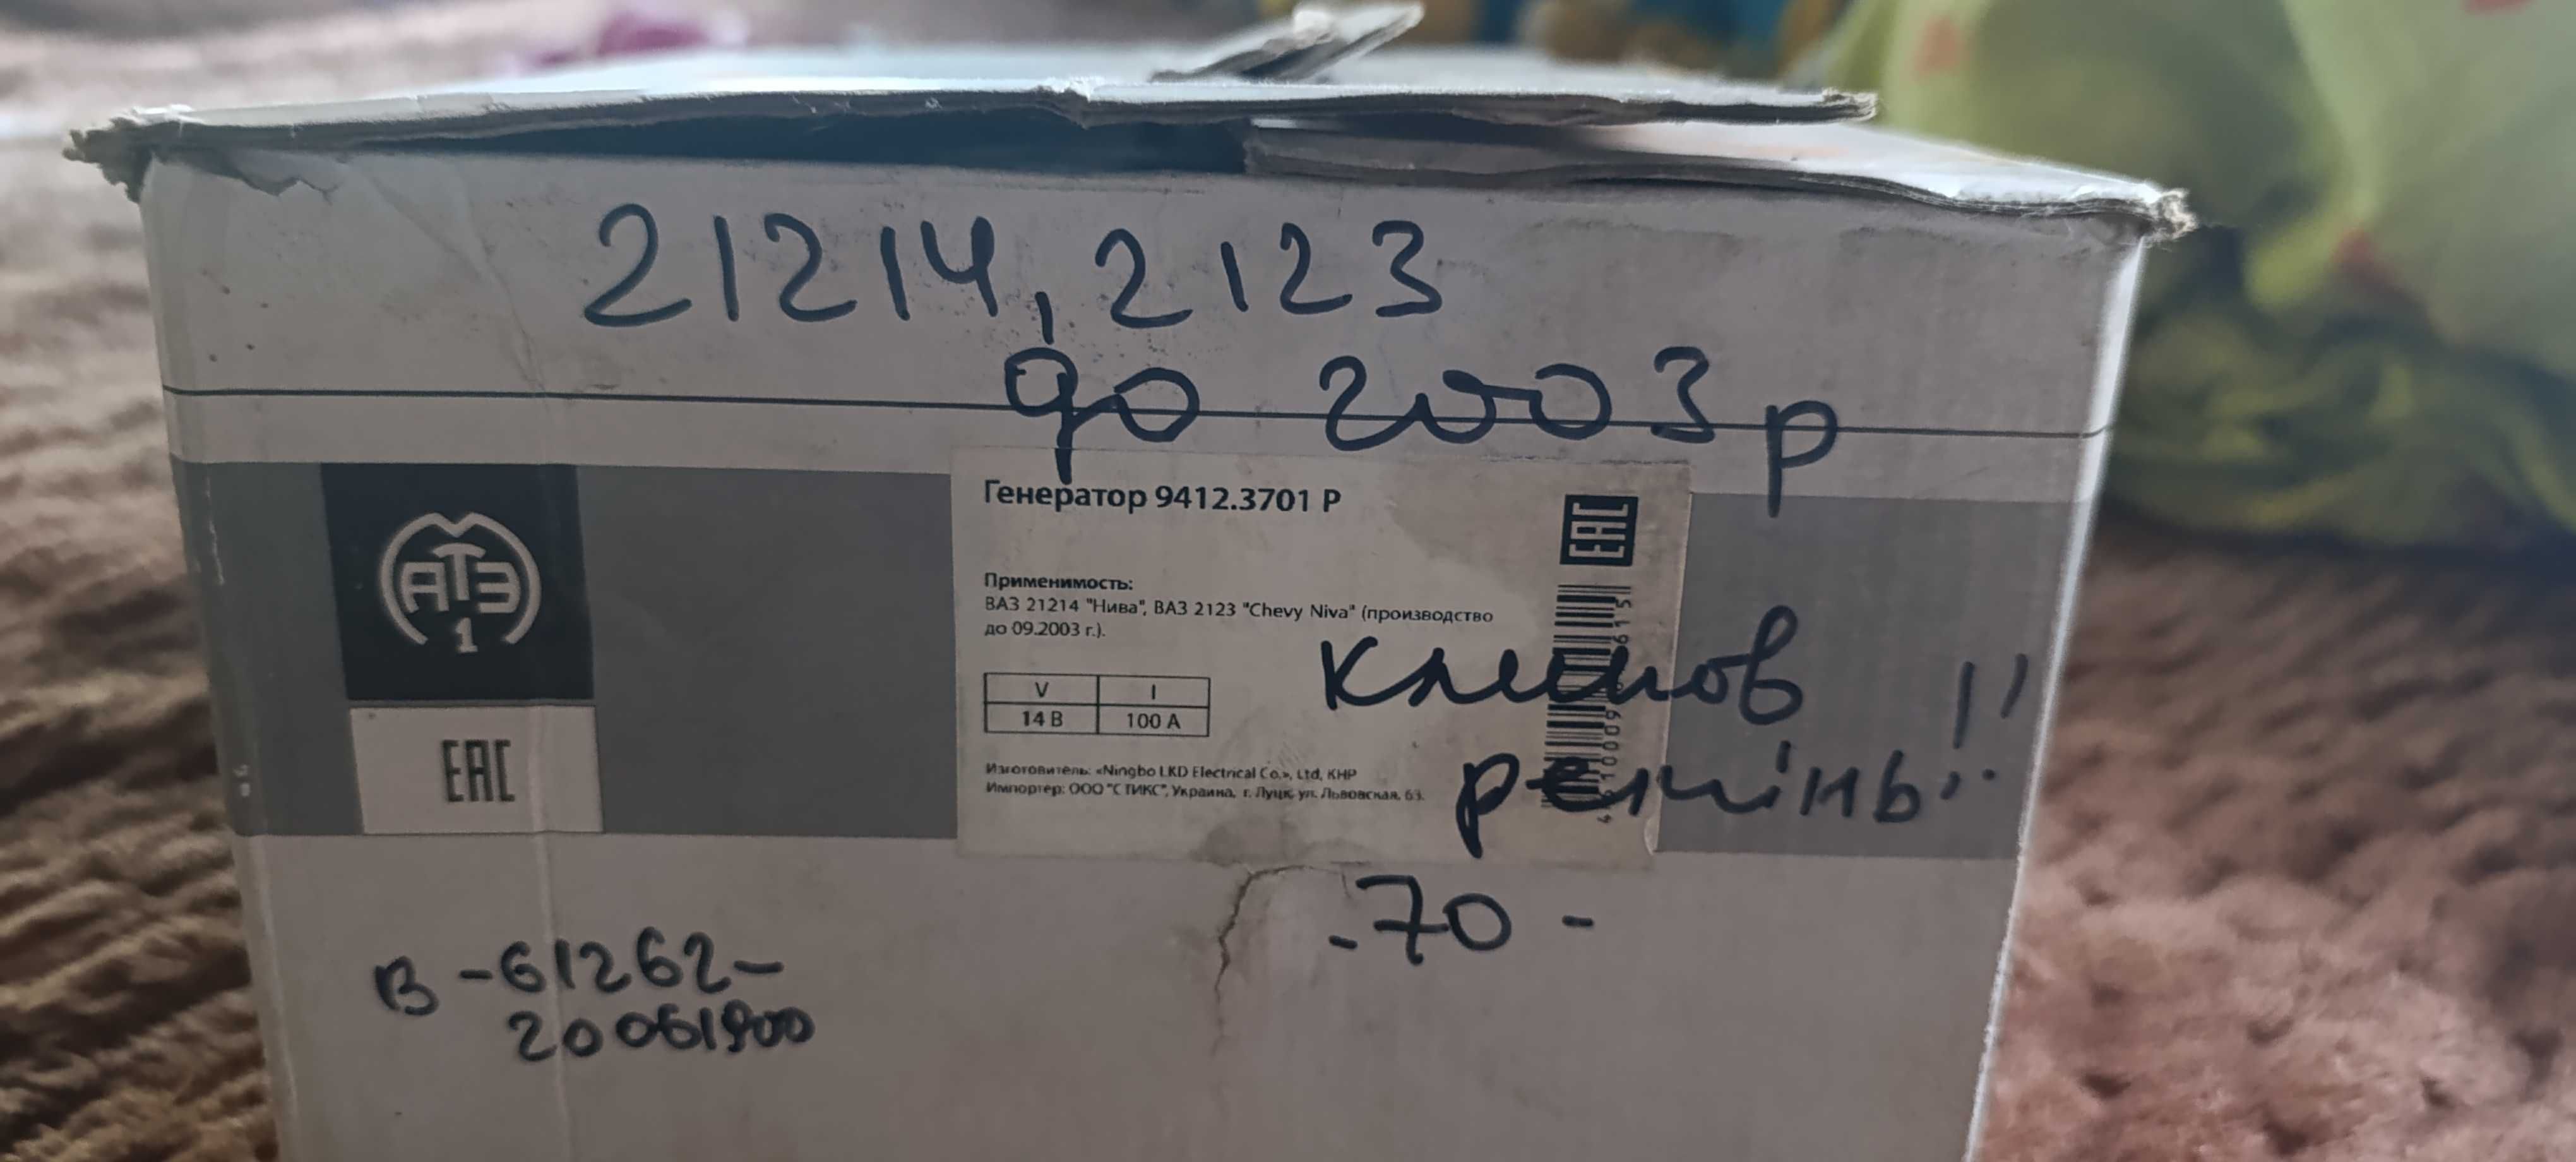 21214, 2123
до 2003 р
Генератор 9412.3701 Р
ЕАС
Применимость:
ВАЗ 21214 "Нива", ВАЗ 2123 "Chevy Niva" (производство
до 09.2003 г.).
АТЭ
1
V I
14 В 100 А
клинов !!
ремінь!
ЕАС
Изготовитель: «Ningbo LKD Electrical Co.», Ltd, КНР
Импортер: ООО "СТИКС", Украина, г. Луцк, ул. Львовская, 63.
-70-
В-61262-
20061900